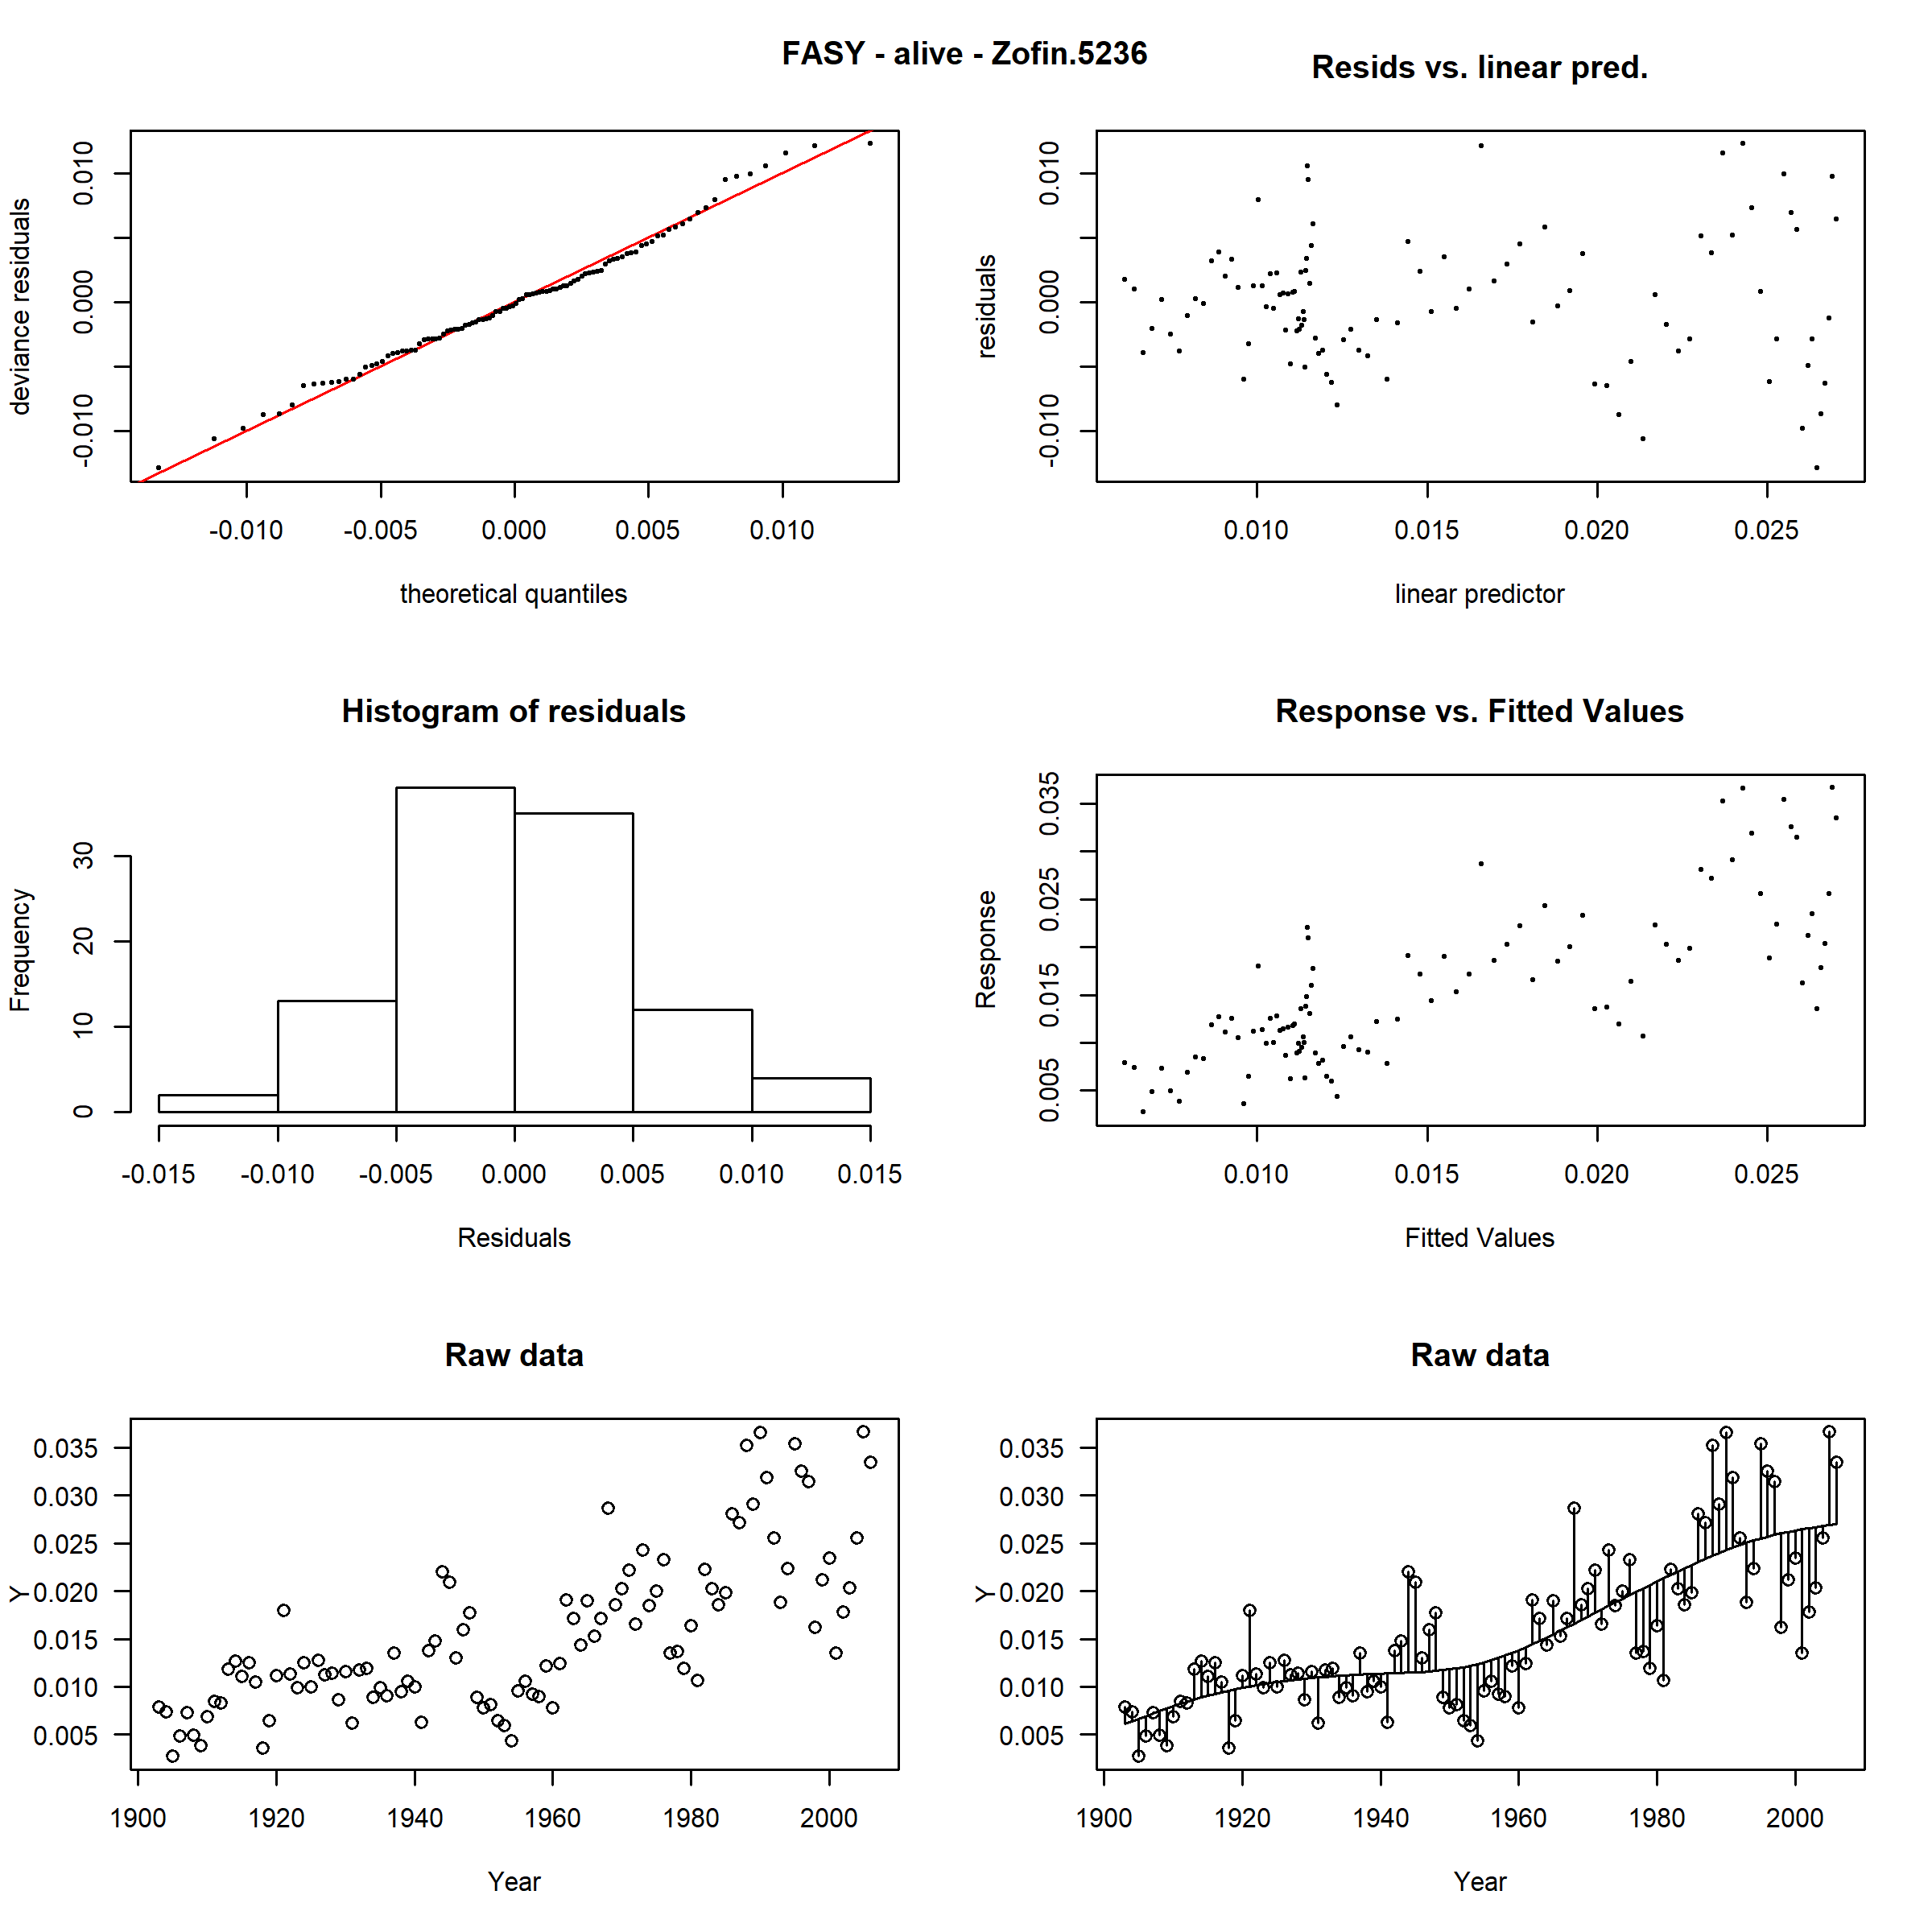 FASY - alive - Zofin.5236
Resids vs. linear pred.
deviance residuals
-0.010 0.000 0.010
-0.010 -0.005 0.000 0.005 0.010
theoretical quantiles
residuals
-0.010 0.000 0.010
0.010 0.015 0.020 0.025
linear predictor
Histogram of residuals
Frequency
0 10 20 30
-0.015 -0.010 -0.005 0.000 0.005 0.010 0.015
Residuals
Response vs. Fitted Values
Response
0.005 0.015 0.025 0.035
0.010 0.015 0.020 0.025
Fitted Values
Raw data
Y
0.035
0.030
0.025
0.020
0.015
0.010
0.005
1900 1920 1940 1960 1980 2000
Year
Raw data
Y
0.035
0.030
0.025
0.020
0.015
0.010
0.005
1900 1920 1940 1960 1980 2000
Year